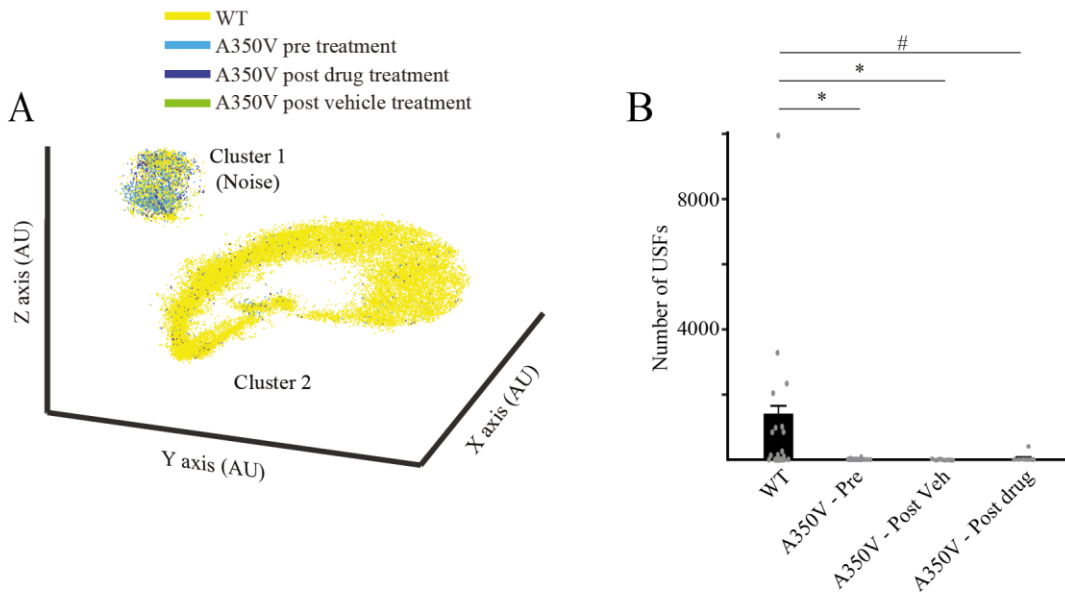 WT
A350V pre treatment
A350V post drug treatment
A350V post vehicle treatment
A
Cluster 1
(Noise)
Cluster 2
Z axis (AU)
Y axis (AU)
X axis (AU)
B
#
*
*
Number of USFs
8000
4000
WT
A350V - Pre
A350V - Post Veh
A350V - Post drug